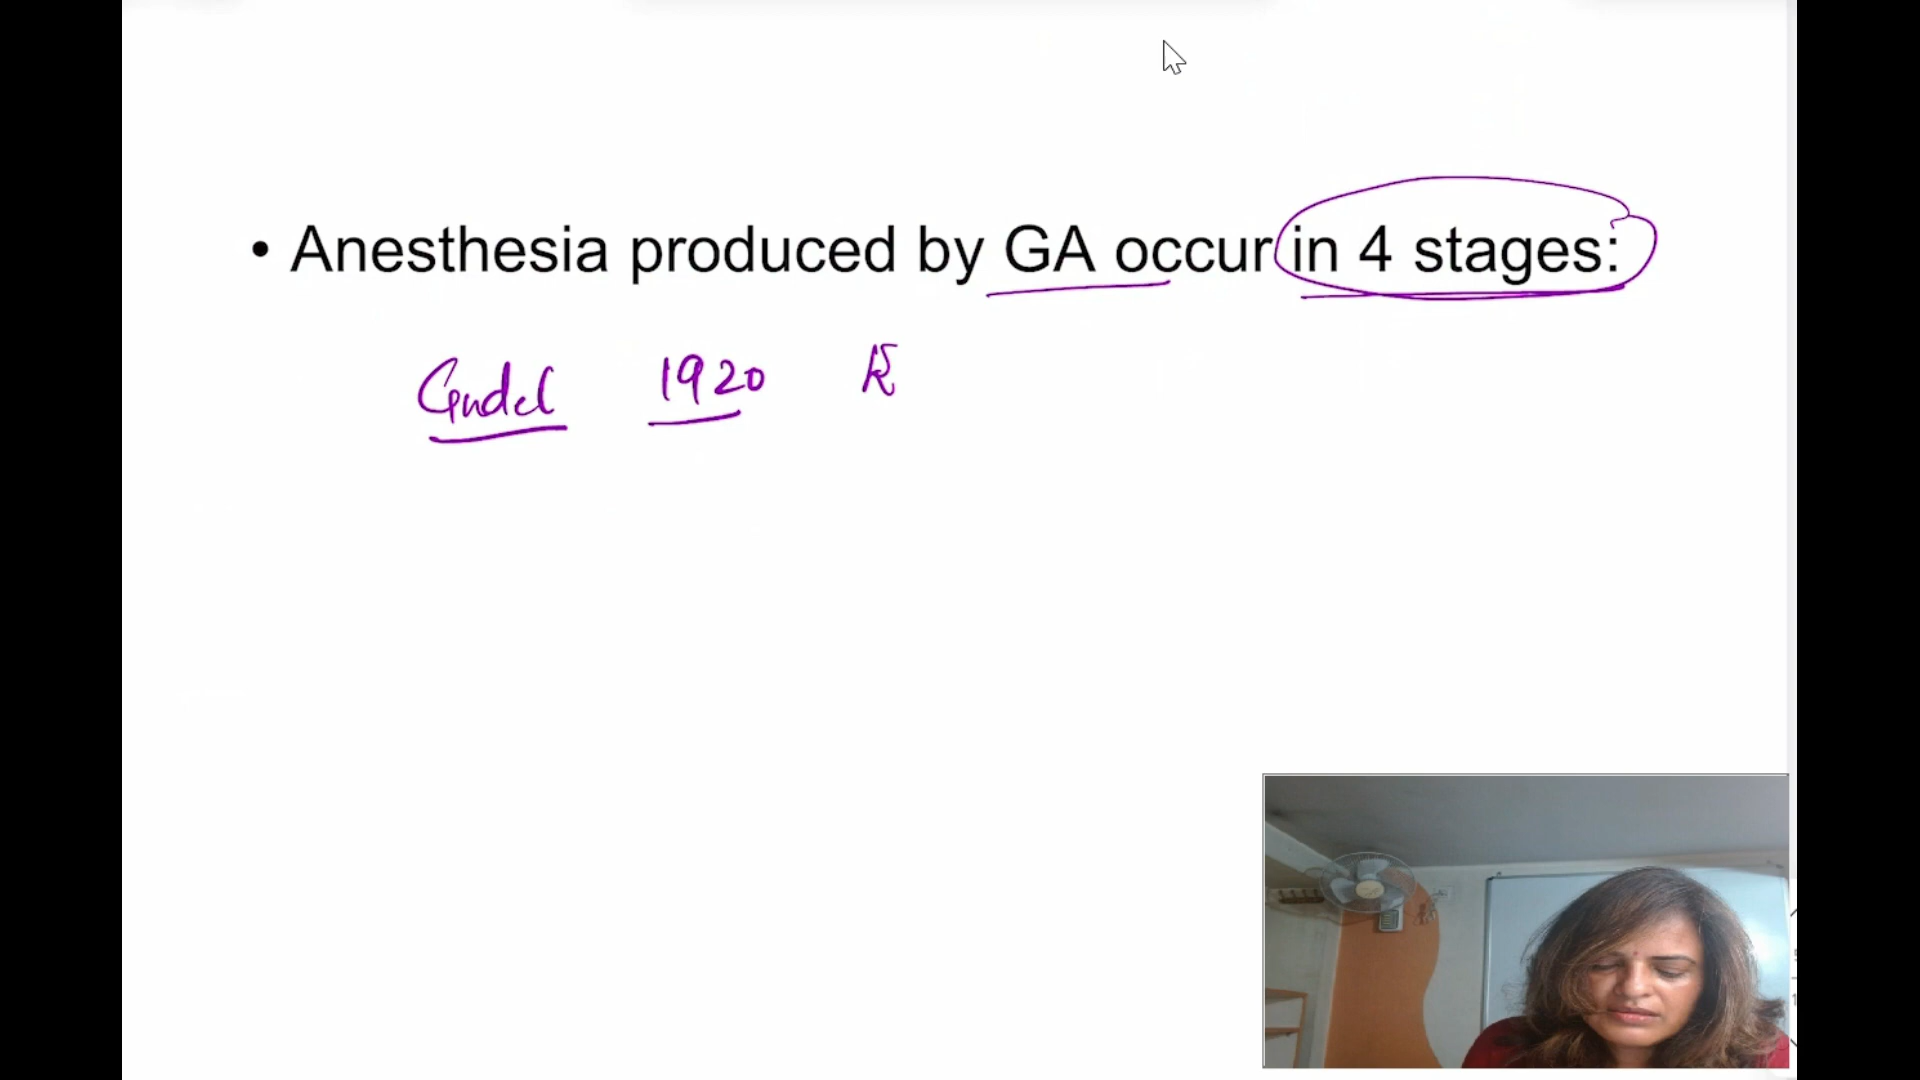 • Anesthesia produced by GA occur in 4 stages:
Gudel 1920